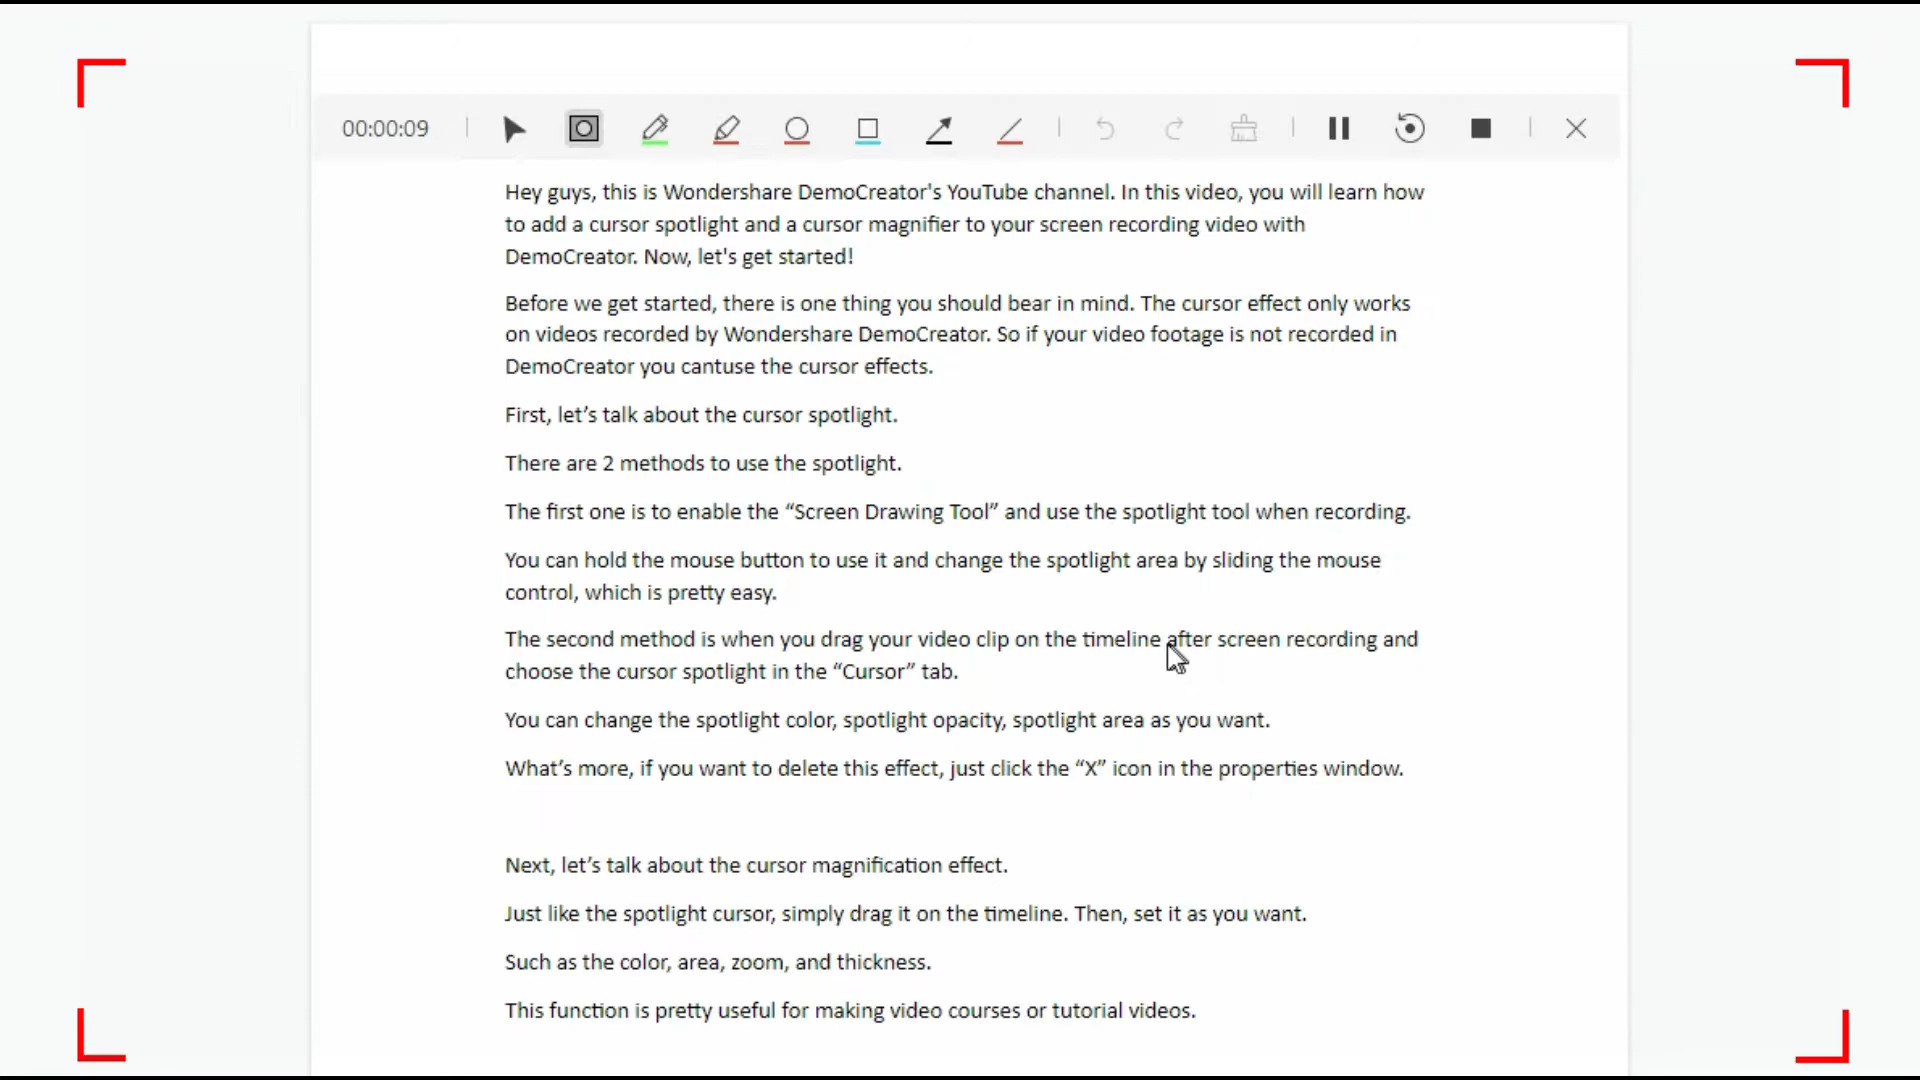 00:00:09
Hey guys, this is Wondershare DemoCreator's YouTube channel. In this video, you will learn how
to add a cursor spotlight and a cursor magnifier to your screen recording video with
DemoCreator. Now, let's get started!
Before we get started, there is one thing you should bear in mind. The cursor effect only works
on videos recorded by Wondershare DemoCreator. So if your video footage is not recorded in
DemoCreator you cantuse the cursor effects.
First, let’s talk about the cursor spotlight.
There are 2 methods to use the spotlight.
The first one is to enable the “Screen Drawing Tool” and use the spotlight tool when recording.
You can hold the mouse button to use it and change the spotlight area by sliding the mouse
control, which is pretty easy.
The second method is when you drag your video clip on the timeline after screen recording and
choose the cursor spotlight in the “Cursor” tab.
You can change the spotlight color, spotlight opacity, spotlight area as you want.
What’s more, if you want to delete this effect, just click the “X” icon in the properties window.
Next, let’s talk about the cursor magnification effect.
Just like the spotlight cursor, simply drag it on the timeline. Then, set it as you want.
Such as the color, area, zoom, and thickness.
This function is pretty useful for making video courses or tutorial videos.